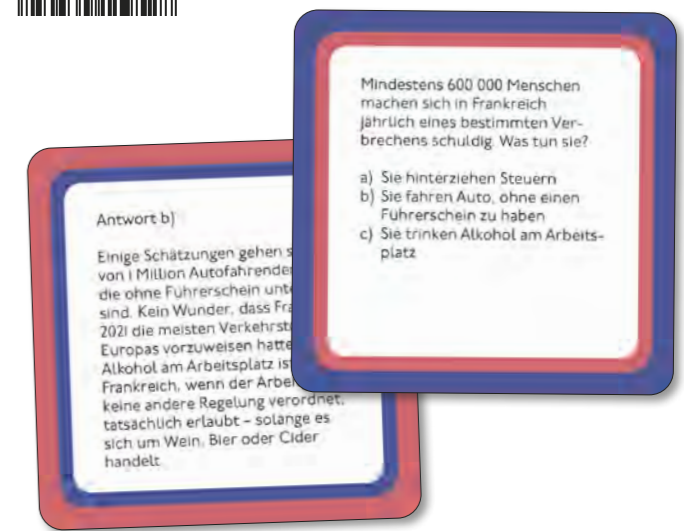 Mindestens 600 000 Menschen
machen sich in Frankreich
jährlich eines bestimmten Ver-
brechens schuldig. Was tun sie?
a) Sie hinterziehen Steuern
b) Sie fahren Auto, ohne einen
Führerschein zu haben
c) Sie trinken Alkohol am Arbeits-
platz
Antwort b)
Einige Schätzungen gehen s
von 1 Million Autofahrende
die ohne Führerschein unte
sind. Kein Wunder, dass Fra
2021 die meisten Verkehrst
Europas vorzuweisen hatte
Alkohol am Arbeitsplatz ist
Frankreich, wenn der Arbei
keine andere Regelung verordnet,
tatsächlich erlaubt – solange es
sich um Wein, Bier oder Cider
handelt